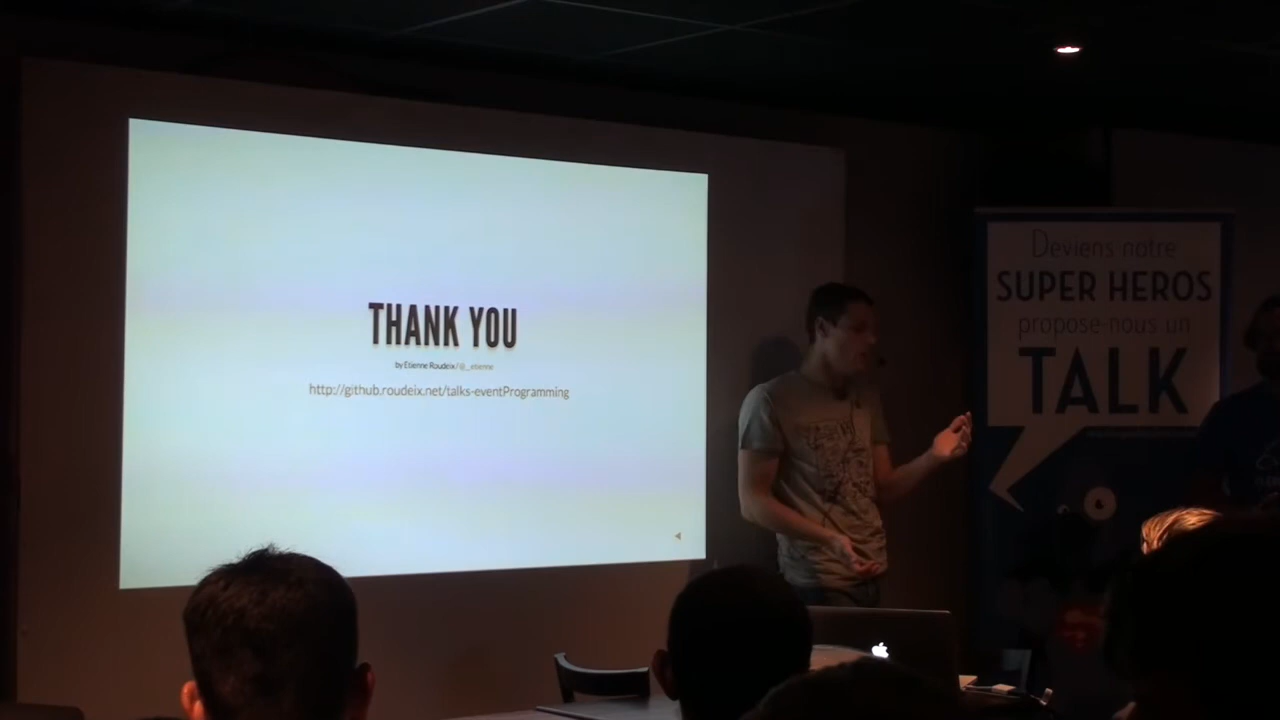 THANK YOU
by Etienne Roudeix / @_etienne
http://github.roudeix.net/talks-eventProgramming
Deviens notre
SUPER HEROS
propose-nous un
TALK